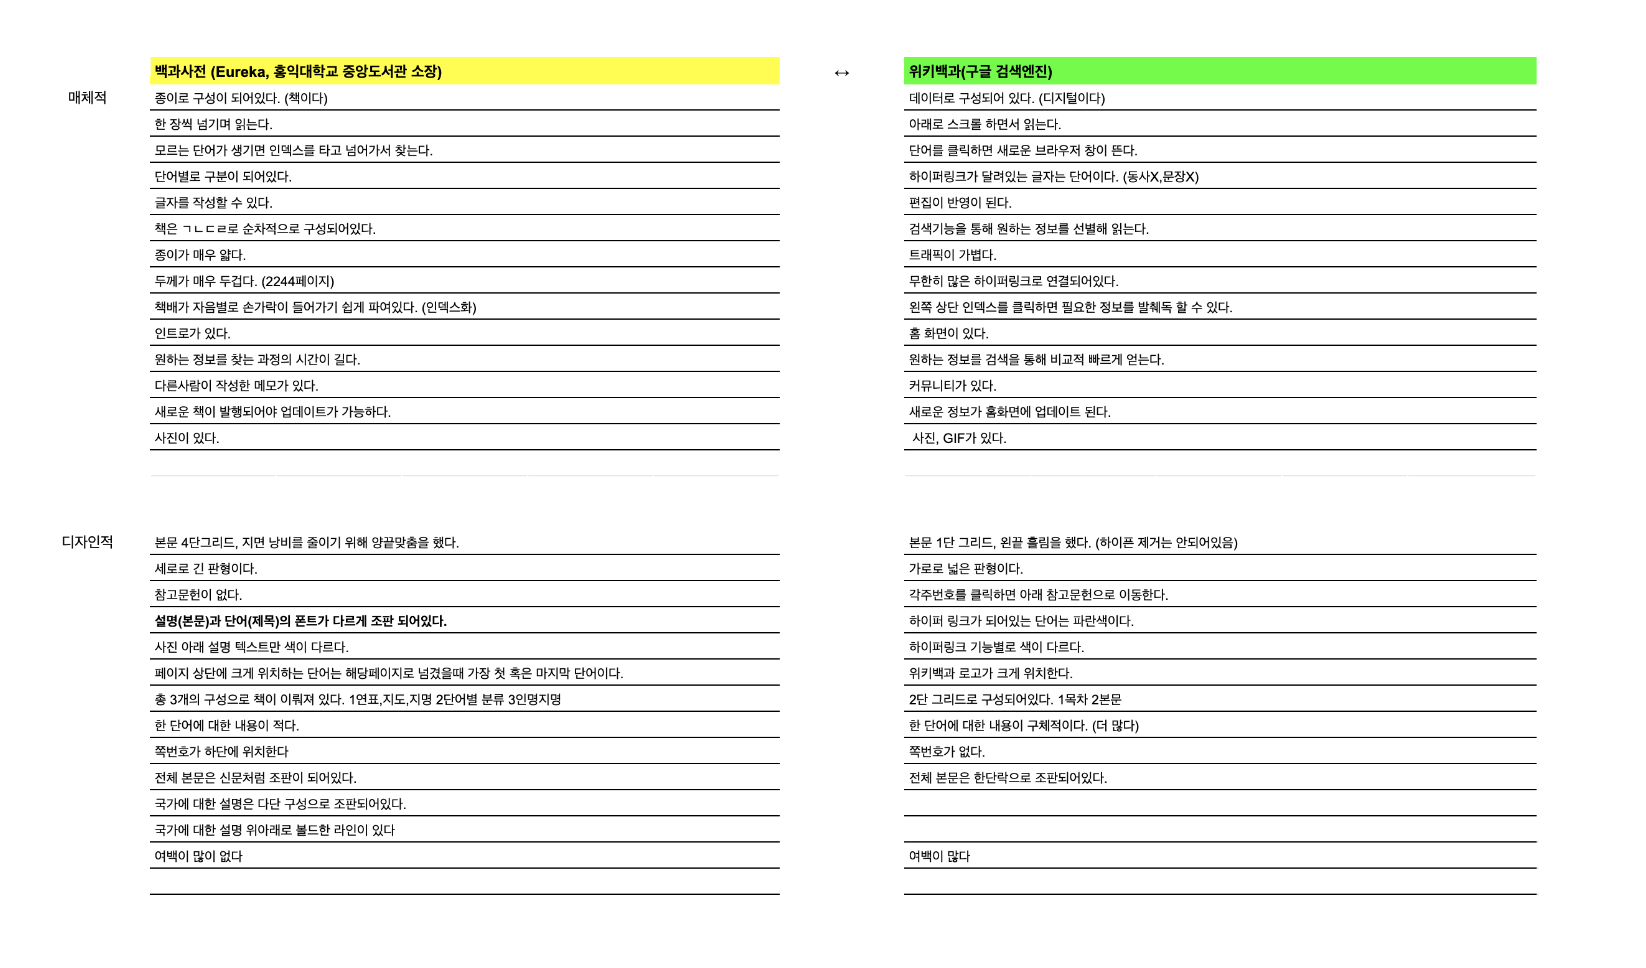 백과사전 (Eureka, 홍익대학교 중앙도서관 소장)
↔
위키백과(구글 검색엔진)
매체적
종이로 구성이 되어있다. (책이다)
데이터로 구성되어 있다. (디지털이다)
한 장씩 넘기며 읽는다.
아래로 스크롤 하면서 읽는다.
모르는 단어가 생기면 인덱스를 타고 넘어가서 찾는다.
단어를 클릭하면 새로운 브라우저 창이 뜬다.
단어별로 구분이 되어있다.
하이퍼링크가 달려있는 글자는 단어이다. (동사X,문장X)
글자를 작성할 수 있다.
편집이 반영이 된다.
책은 ㄱㄴㄷㄹ로 순차적으로 구성되어있다.
검색기능을 통해 원하는 정보를 선별해 읽는다.
종이가 매우 얇다.
트래픽이 가볍다.
두께가 매우 두겁다. (2244페이지)
무한히 많은 하이퍼링크로 연결되어있다.
책배가 자음별로 손가락이 들어가기 쉽게 파여있다. (인덱스화)
왼쪽 상단 인덱스를 클릭하면 필요한 정보를 발췌독 할 수 있다.
인트로가 있다.
홈 화면이 있다.
원하는 정보를 찾는 과정의 시간이 길다.
원하는 정보를 검색을 통해 비교적 빠르게 얻는다.
다른사람이 작성한 메모가 있다.
커뮤니티가 있다.
새로운 책이 발행되어야 업데이트가 가능하다.
새로운 정보가 홈화면에 업데이트 된다.
사진이 있다.
사진, GIF가 있다.
디자인적
본문 4단그리드, 지면 낭비를 줄이기 위해 양끝맞춤을 했다.
본문 1단 그리드, 왼끝 흘림을 했다. (하이픈 제거는 안되어있음)
세로로 긴 판형이다.
가로로 넓은 판형이다.
참고문헌이 없다.
각주번호를 클릭하면 아래 참고문헌으로 이동한다.
설명(본문)과 단어(제목)의 폰트가 다르게 조판 되어있다.
하이퍼 링크가 되어있는 단어는 파란색이다.
사진 아래 설명 텍스트만 색이 다르다.
하이퍼링크 기능별로 색이 다르다.
페이지 상단에 크게 위치하는 단어는 해당페이지로 넘겼을때 가장 첫 혹은 마지막 단어이다.
위키백과 로고가 크게 위치한다.
총 3개의 구성으로 책이 이뤄져 있다. 1연표,지도,지명 2단어별 분류 3인명지명
2단 그리드로 구성되어있다. 1목차 2본문
한 단어에 대한 내용이 적다.
한 단어에 대한 내용이 구체적이다. (더 많다)
쪽번호가 하단에 위치한다
쪽번호가 없다.
전체 본문은 신문처럼 조판이 되어있다.
전체 본문은 한단락으로 조판되어있다.
국가에 대한 설명은 다단 구성으로 조판되어있다.
국가에 대한 설명 위아래로 볼드한 라인이 있다
여백이 많이 없다
여백이 많다